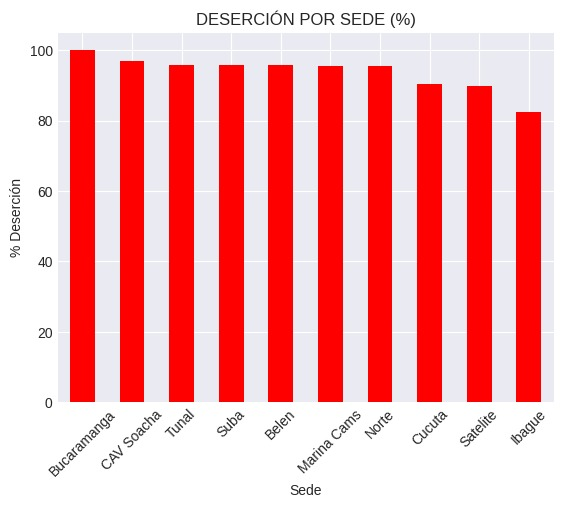 DESERCIÓN POR SEDE (%)
% Deserción
100
80
60
40
20
0
Bucaramanga
CAV Soacha
Tunal
Suba
Belen
Marina Cams
Norte
Cucuta
Satelite
Ibague
Sede